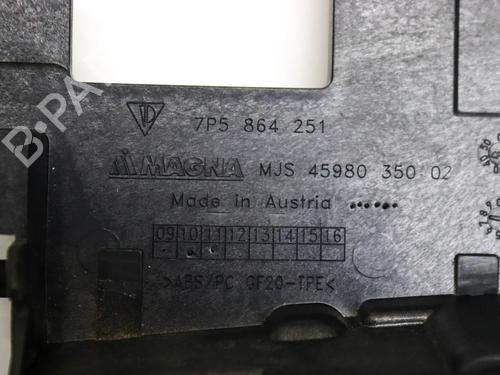 7P5 864 251
MAGNA MJS 45980 350 02
Made in Austria
09 10 11 12 13 14 15 16
>ABS/PC GF20-TPE<
B-PARTS